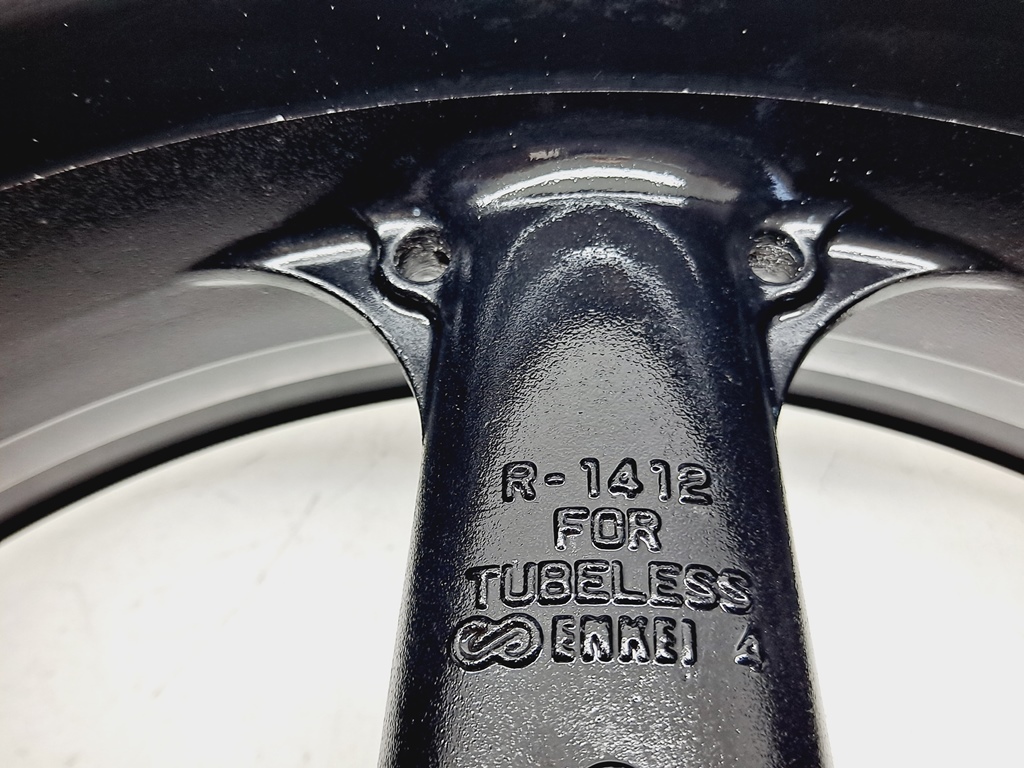 R-1412
FOR
TUBELESS
ENKEI 4